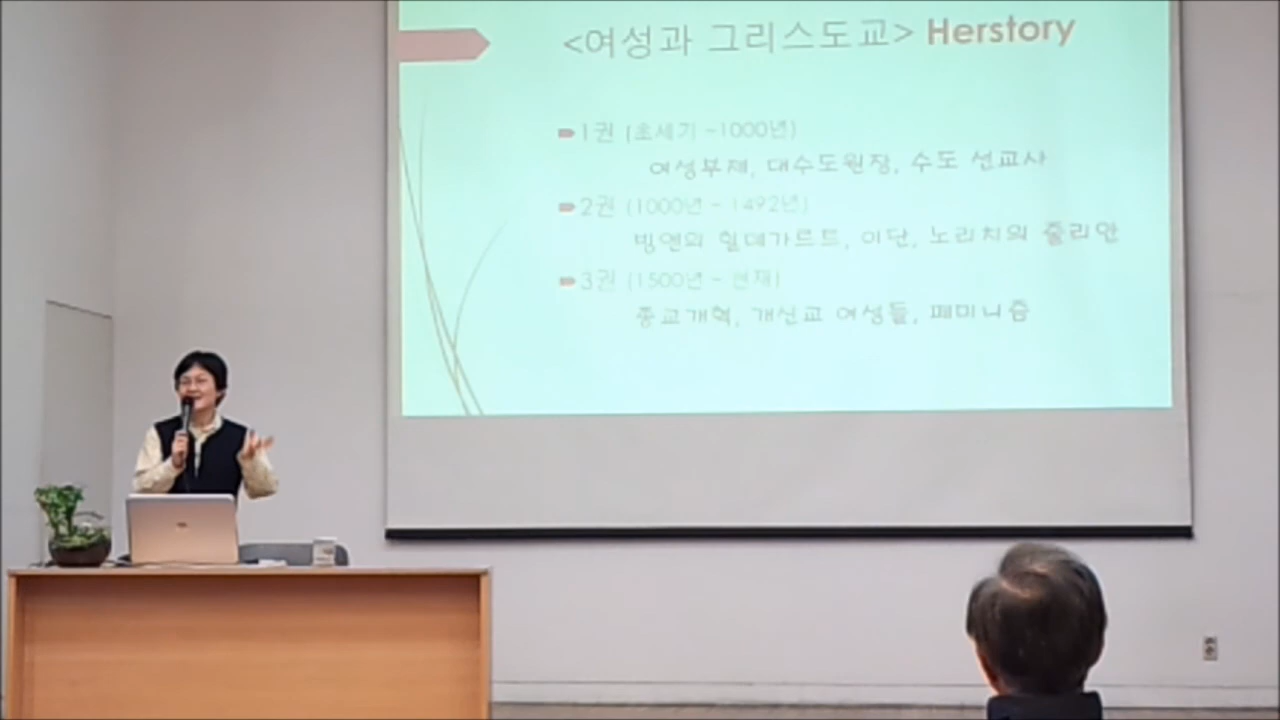 <여성과 그리스도교> Herstory
1권 (초세기 ~1000년)
여성부제, 대수도원장, 수도 선교사
2권 (1000년 ~ 1492년)
빙엔의 힐데가르트, 이단, 노리치의 줄리안
3권 (1500년 ~ 현재)
종교개혁, 개신교 여성들, 페미니즘